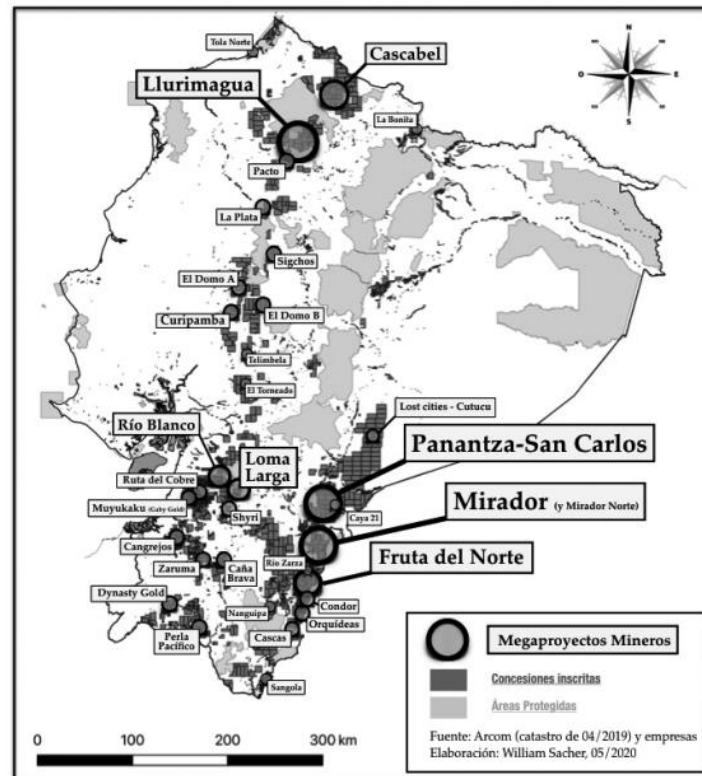 Tola Norte
Cascabel
Llurimagua
E
N
O
E
S
La Bonita
Pacto
La Plata
Sigchos
El Domo A
El Domo B
Curipamba
Telimbela
El Torneado
Lost cities - Cutucu
Río Blanco
Panantza-San Carlos
Loma
Larga
Ruta del Cobre
Mirador (y Mirador Norte)
Muyukaku (Gaby Gold)
Shyri
Caya 21
Cangrejos
Río Zarza
Fruta del Norte
Zaruma
Caña
Brava
Dynasty Gold
Nanguipa
Condor
Orquídeas
Perla
Pacífico
Cascas
Sangola
Megaproyectos Mineros
Concesiones inscritas
Áreas Protegidas
Fuente: Arcom (catastro de 04/2019) y empresas
Elaboración: William Sacher, 05/2020
0 100 200 300 km